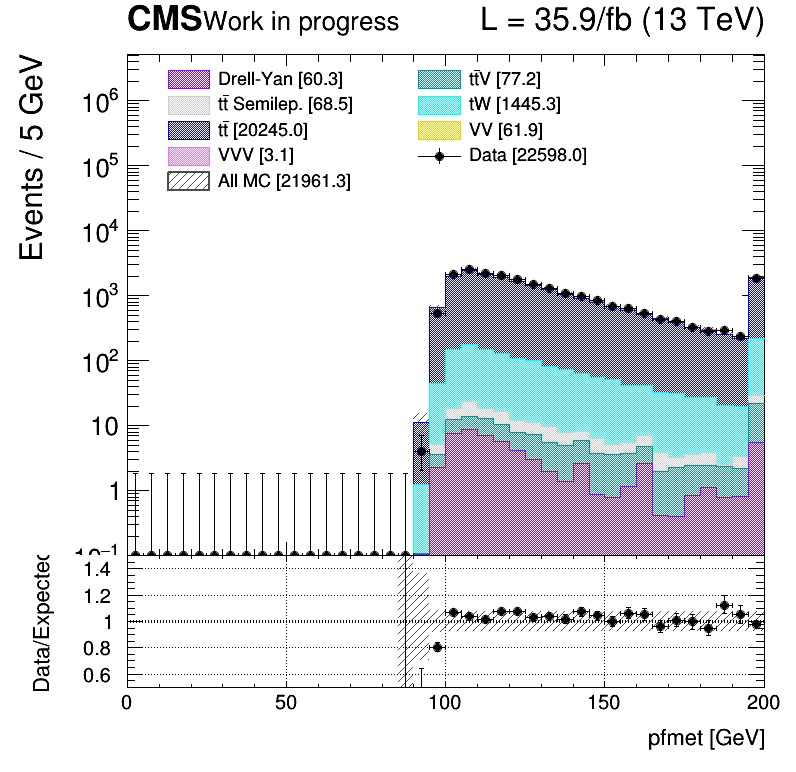 CMS Work in progress L = 35.9/fb (13 TeV)
Events / 5 GeV
Drell-Yan [60.3] tt̄V [77.2]
tt̄ Semilep. [68.5] tW [1445.3]
tt̄ [20245.0] VV [61.9]
VVV [3.1] Data [22598.0]
All MC [21961.3]
10⁶
10⁵
10⁴
10³
10²
10
1
10⁻¹
Data/Expected
1.4
1.2
1
0.8
0.6
0 50 100 150 200
pfmet [GeV]